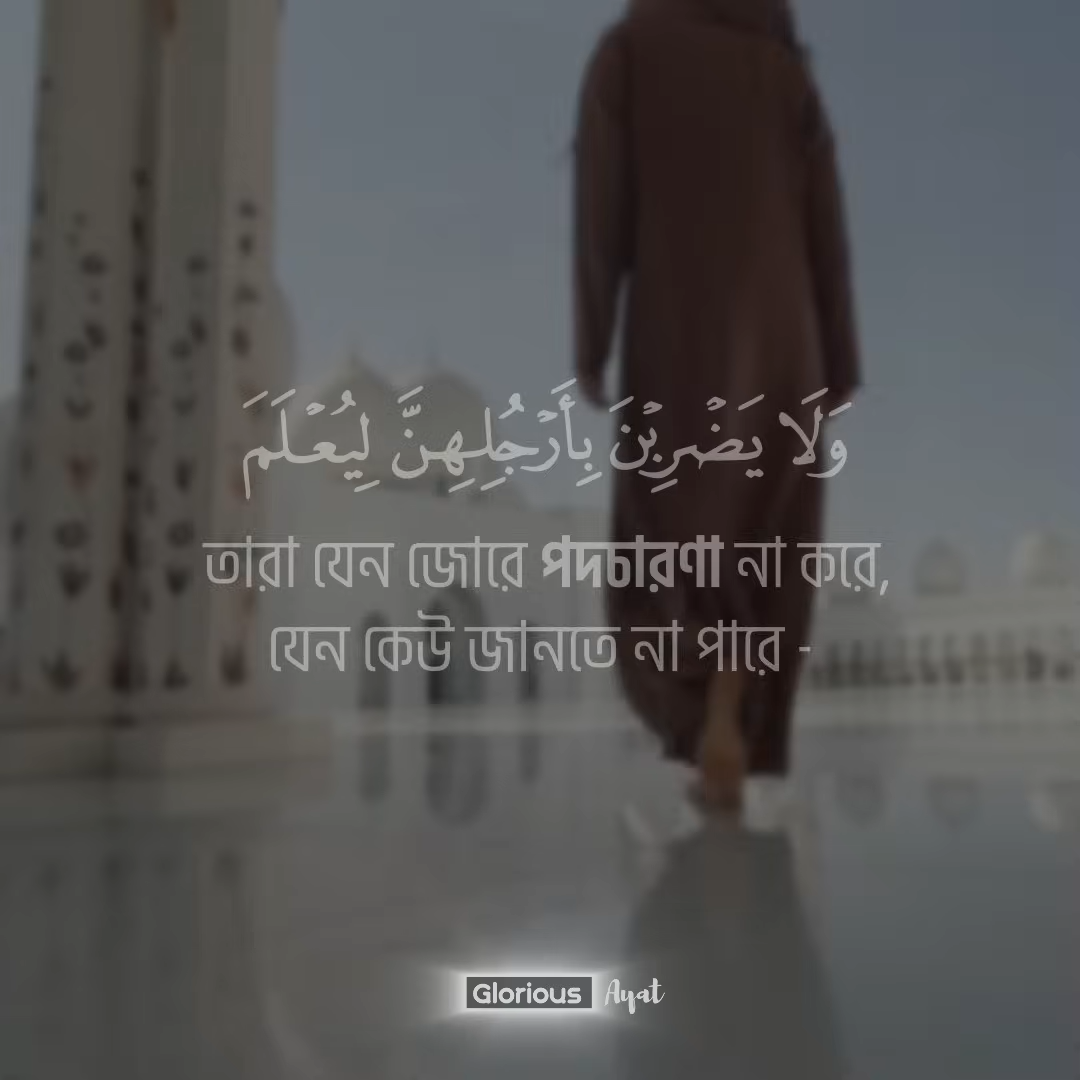 وَلَا يَضْرِبْنَ بِأَرْجُلِهِنَّ لِيُعْلَمَ
তারা যেন জোরে পদচারণা না করে,
যেন কেউ জানতে না পারে -
Glorious Ayat